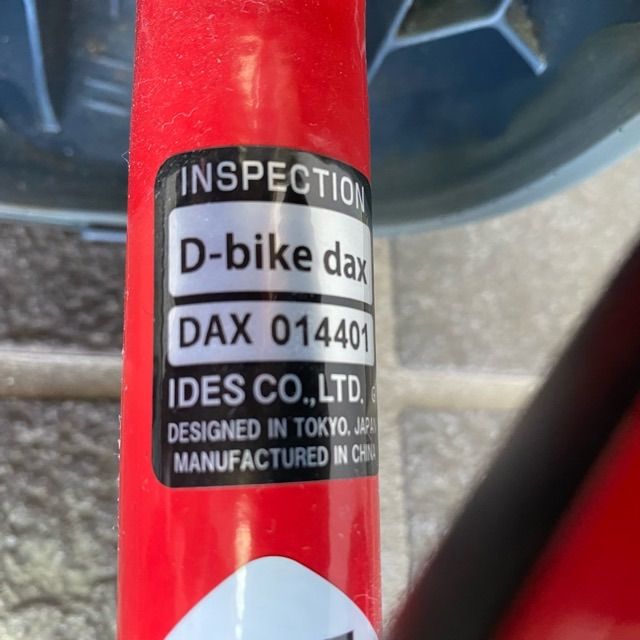 INSPECTION
D-bike dax
DAX 014401
IDES CO.,LTD.
DESIGNED IN TOKYO. JAPAN
MANUFACTURED IN CHINA